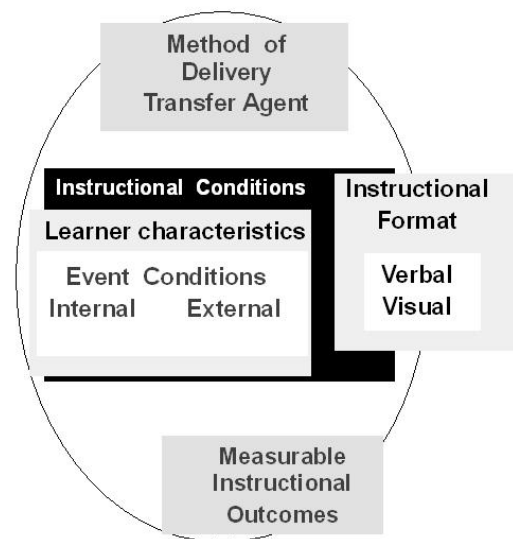 Method of
Delivery
Transfer Agent
Instructional Conditions
Learner characteristics
Event Conditions
Internal External
Instructional
Format
Verbal
Visual
Measurable
Instructional
Outcomes